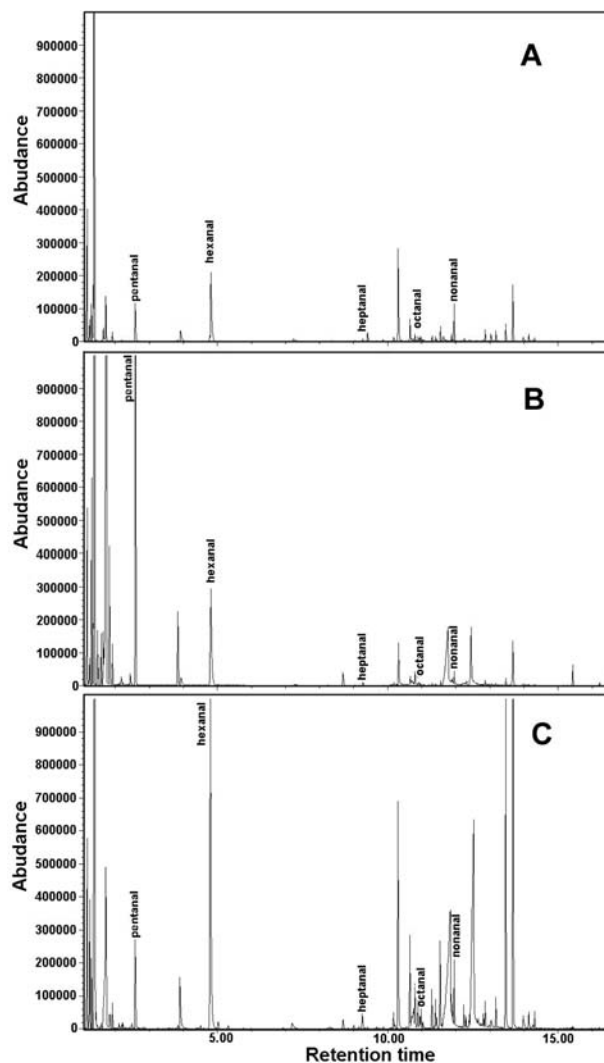 A
Abudance
900000
800000
700000
600000
500000
400000
300000
200000
100000
0
pentanal
hexanal
heptanal
octanal
nonanal
B
Abudance
900000
800000
700000
600000
500000
400000
300000
200000
100000
0
pentanal
hexanal
heptanal
octanal
nonanal
C
Abudance
900000
800000
700000
600000
500000
400000
300000
200000
100000
0
pentanal
hexanal
heptanal
octanal
nonanal
5.00 10.00 15.00
Retention time